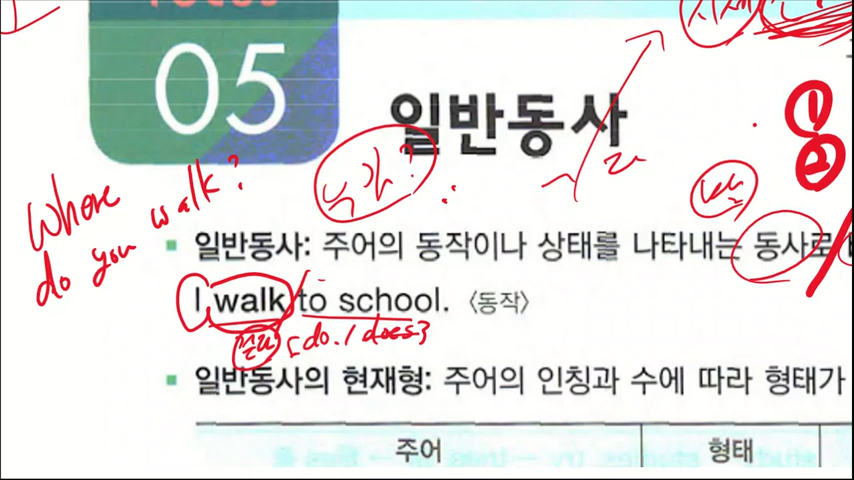 05
일반동사
누가?
Where
do you walk?
일반동사: 주어의 동작이나 상태를 나타내는 동사로
I walk to school. 〈동작〉
[do / does]
일반동사의 현재형: 주어의 인칭과 수에 따라 형태가
주어 형태
① 
②